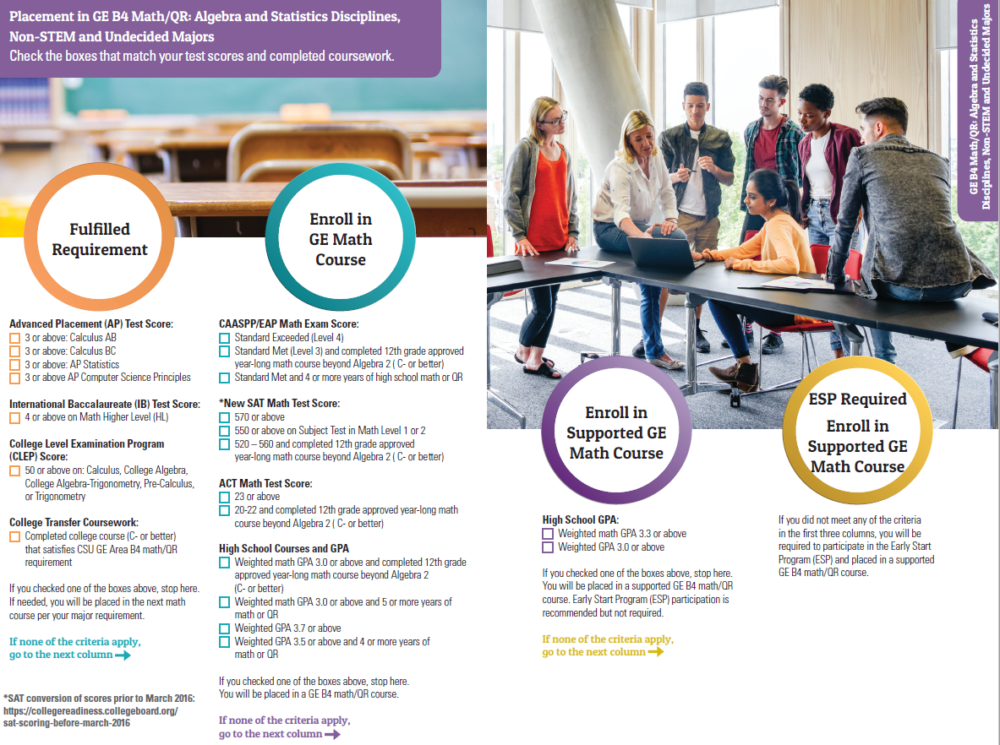 Placement in GE B4 Math/QR: Algebra and Statistics Disciplines,
Non-STEM and Undecided Majors
Check the boxes that match your test scores and completed coursework.
Fulfilled
Requirement
Advanced Placement (AP) Test Score:
3 or above: Calculus AB
3 or above: Calculus BC
3 or above: AP Statistics
3 or above AP Computer Science Principles
International Baccalaureate (IB) Test Score:
4 or above on Math Higher Level (HL)
College Level Examination Program
(CLEP) Score:
50 or above on: Calculus, College Algebra,
College Algebra-Trigonometry, Pre-Calculus,
or Trigonometry
College Transfer Coursework:
Completed college course (C- or better)
that satisfies CSU GE Area B4 math/QR
requirement
If you checked one of the boxes above, stop here.
If needed, you will be placed in the next math
course per your major requirement.
If none of the criteria apply,
go to the next column
*SAT conversion of scores prior to March 2016:
https://collegereadiness.collegeboard.org/
sat-scoring-before-march-2016
Enroll in
GE Math
Course
CAASPP/EAP Math Exam Score:
Standard Exceeded (Level 4)
Standard Met (Level 3) and completed 12th grade approved
year-long math course beyond Algebra 2 ( C- or better)
Standard Met and 4 or more years of high school math or QR
*New SAT Math Test Score:
570 or above
550 or above on Subject Test in Math Level 1 or 2
520 – 560 and completed 12th grade approved
year-long math course beyond Algebra 2 ( C- or better)
ACT Math Test Score:
23 or above
20-22 and completed 12th grade approved year-long math
course beyond Algebra 2 ( C- or better)
High School Courses and GPA
Weighted math GPA 3.0 or above and completed 12th grade
approved year-long math course beyond Algebra 2
(C- or better)
Weighted math GPA 3.0 or above and 5 or more years of
math or QR
Weighted GPA 3.7 or above
Weighted GPA 3.5 or above and 4 or more years of
math or QR
If you checked one of the boxes above, stop here.
You will be placed in a GE B4 math/QR course.
If none of the criteria apply,
go to the next column
Enroll in
Supported GE
Math Course
High School GPA:
Weighted math GPA 3.3 or above
Weighted GPA 3.0 or above
If you checked one of the boxes above, stop here.
You will be placed in a supported GE B4 math/QR
course. Early Start Program (ESP) participation is
recommended but not required.
If none of the criteria apply,
go to the next column
ESP Required
Enroll in
Supported GE
Math Course
If you did not meet any of the criteria
in the first three columns, you will be
required to participate in the Early Start
Program (ESP) and placed in a supported
GE B4 math/QR course.
GE B4 Math/QR: Algebra and Statistics
Disciplines, Non-STEM and Undecided Majors